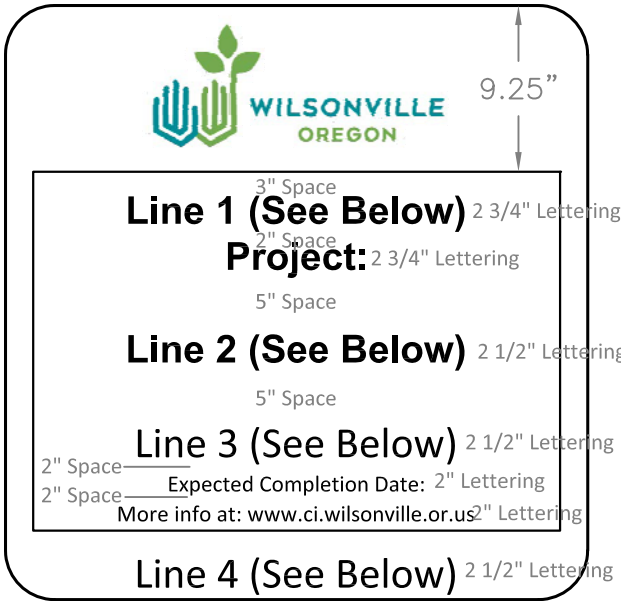 WILSONVILLE
OREGON
9.25”
3" Space
Line 1 (See Below) 2 3/4" Lettering
2" Space
Project: 2 3/4" Lettering
5" Space
Line 2 (See Below) 2 1/2" Lettering
5" Space
Line 3 (See Below) 2 1/2" Lettering
2" Space
Expected Completion Date: 2" Lettering
2" Space
More info at: www.ci.wilsonville.or.us 2" Lettering
Line 4 (See Below) 2 1/2" Lettering